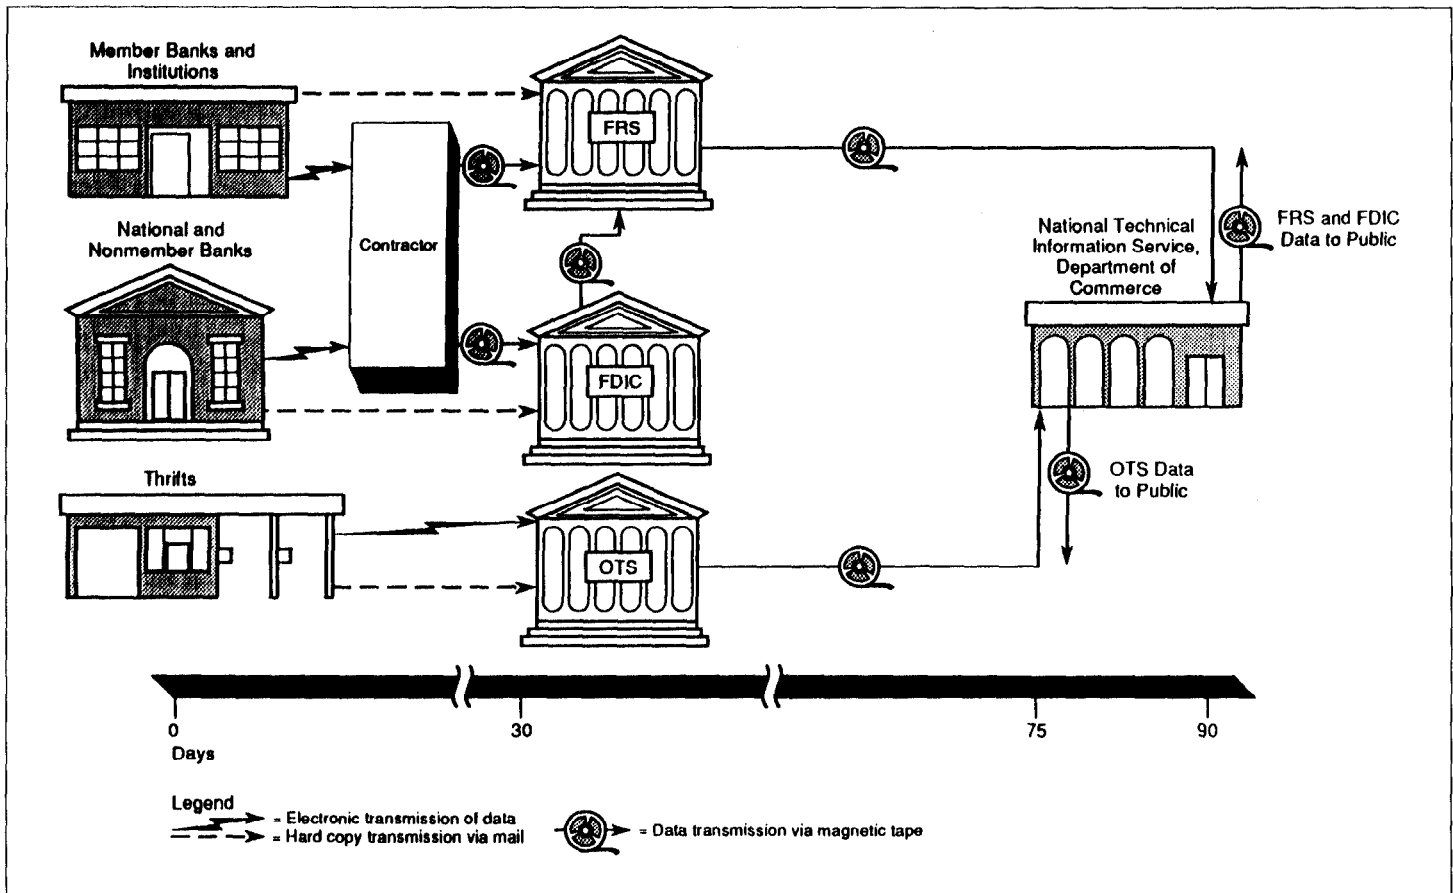 Member Banks and
Institutions
FRS
Contractor
National and
Nonmember Banks
FDIC
Thrifts
OTS
National Technical
Information Service,
Department of
Commerce
FRS and FDIC
Data to Public
OTS Data
to Public
0
30
75
90
Days
Legend
= Electronic transmission of data
= Hard copy transmission via mail
= Data transmission via magnetic tape